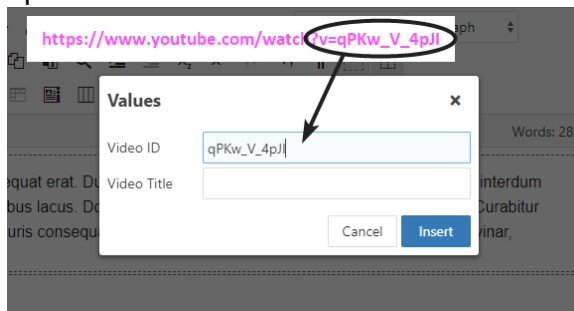 https://www.youtube.com/watch?v=qPKw_V_4pJI
aph
Values
×
Words: 28
Video ID
qPKw_V_4pJI
equat erat. Du
interdum
Video Title
bus lacus. Do
Curabitur
uris consequa
Cancel
Insert
vinar,